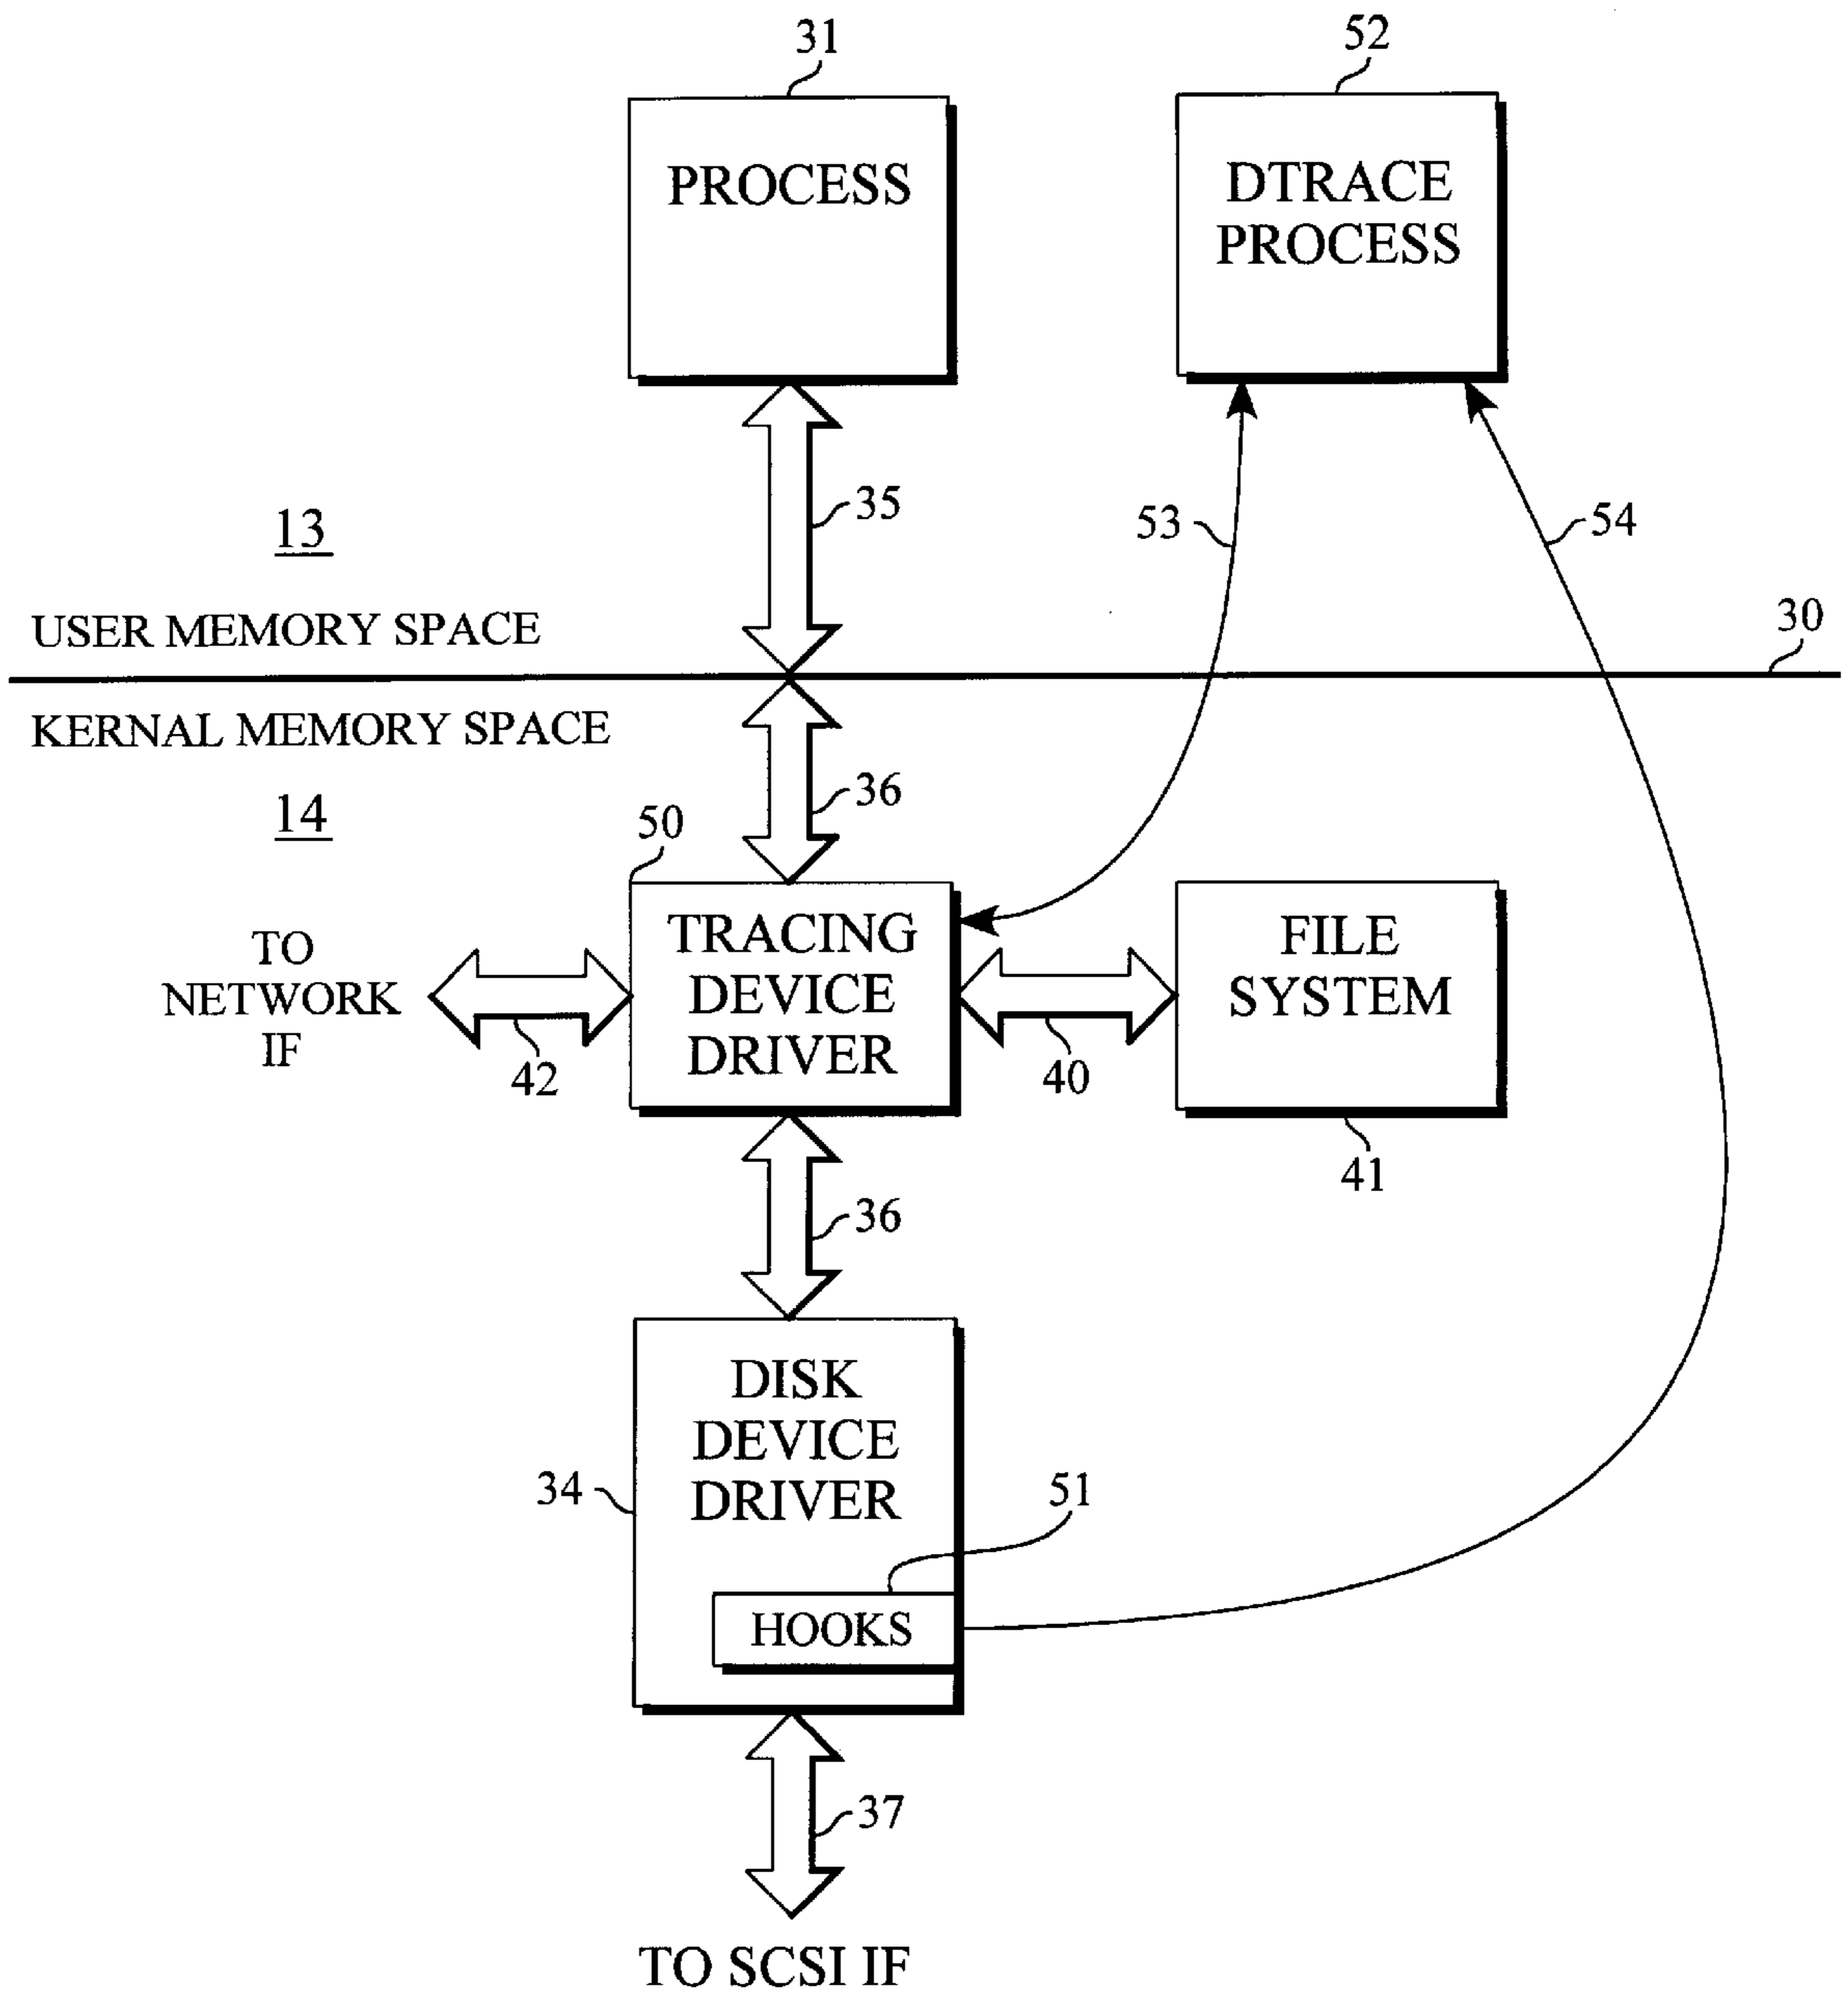 31
52
PROCESS
DTRACE
PROCESS
35
53
54
13
USER MEMORY SPACE
30
KERNAL MEMORY SPACE
14
36
50
TO
NETWORK
IF
42
TRACING
DEVICE
DRIVER
40
FILE
SYSTEM
41
36
DISK
DEVICE
DRIVER
34
51
HOOKS
37
TO SCSI IF